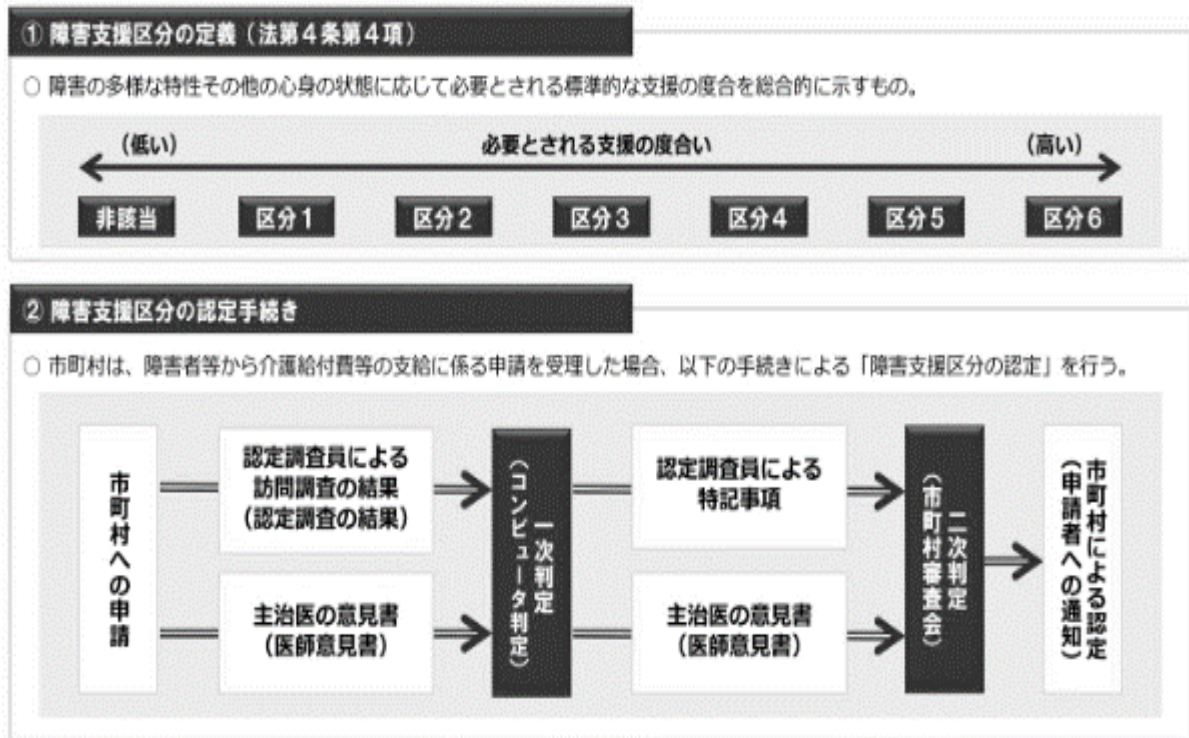 ① 障害支援区分の定義（法第４条第４項）
○ 障害の多様な特性その他の心身の状態に応じて必要とされる標準的な支援の度合を総合的に示すもの。
（低い）
必要とされる支援の度合い
（高い）
非該当
区分１
区分２
区分３
区分４
区分５
区分６
② 障害支援区分の認定手続き
○ 市町村は、障害者等から介護給付費等の支給に係る申請を受理した場合、以下の手続きによる「障害支援区分の認定」を行う。
市町村への申請
認定調査員による
訪問調査の結果
（認定調査の結果）
主治医の意見書
（医師意見書）
一次判定
（コンピュータ判定）
認定調査員による
特記事項
主治医の意見書
（医師意見書）
二次判定
（市町村審査会）
市町村による認定
（申請者への通知）